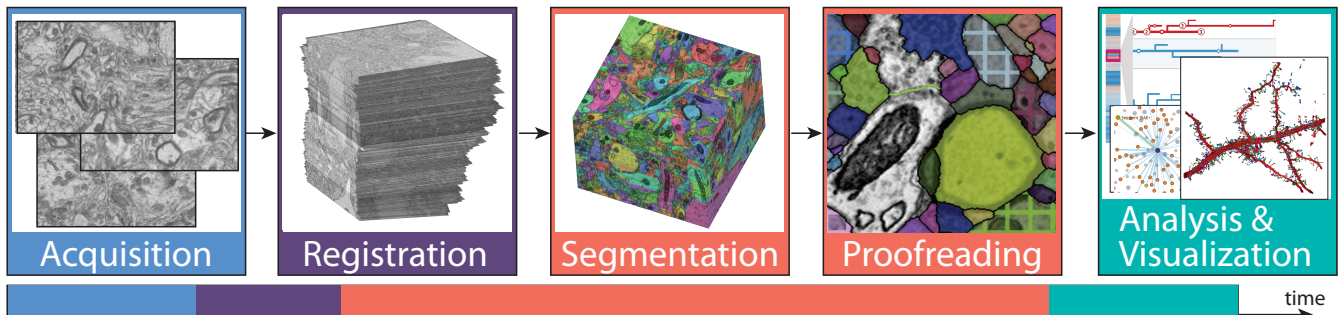 Acquisition
Registration
Segmentation
Proofreading
Analysis &
Visualization
time